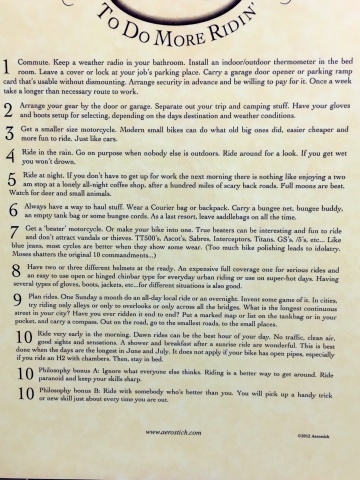 TO DO MORE RIDIN'
1 Commute. Keep a weather radio in your bathroom. Install an indoor/outdoor thermometer in the bed
room. Leave a cover or lock at your job's parking place. Carry a garage door opener or parking ramp
card that's usable without dismounting. Arrange security in advance and be willing to pay for it. Once a week
take a longer than necessary route to work.
2 Arrange your gear by the door or garage. Separate out your trip and camping stuff. Have your gloves
and boots setup for selecting, depending on the days destination and weather conditions.
3 Get a smaller size motorcycle. Modern small bikes can do what old big ones did, easier cheaper and
more fun to ride. Just like cars.
4 Ride in the rain. Go on purpose when nobody else is outdoors. Ride around for a look. If you get wet
you won't drown.
5 Ride at night. If you don't have to get up for work the next morning there is nothing like enjoying a two
am stop at a lonely all-night coffee shop, after a hundred miles of scary back roads. Full moons are best.
Watch for deer and small animals.
6 Always have a way to haul stuff. Wear a Courier bag or backpack. Carry a bungee net, bungee buddy,
an empty tank bag or some bungee cords. As a last resort, leave saddlebags on all the time.
7 Get a 'beater' motorcycle. Or make your bike into one. True beaters can be interesting and fun to ride
and don't attract vandals or thieves. TT500's, Ascot's, Sabres, Interceptors, Titans, GS's, /5's, etc... Like
blue jeans, most cycles are better when they show some wear. (Too much bike polishing leads to idolatry.
Moses shatters the original 10 commandments...)
8 Have two or three different helmets at the ready. An expensive full coverage one for serious rides and
an easy to use open or hinged chinbar type for everyday urban riding or use on super-hot days. Having
several types of gloves, boots, jackets, etc...for different situations is also good.
9 Plan rides. One Sunday a month do an all-day local ride or an overnight. Invent some game of it. In cities,
try riding only alleys or only to overlooks or only across all the bridges. What is the longest continuous
street in your city? Have you ever ridden it end to end? Put a marked map or list on the tankbag or in your
pocket, and carry a compass. Out on the road, go to the smallest roads, to the small places.
10 Ride very early in the morning. Dawn rides can be the best hour of your day. No traffic, clean air,
good sights and sensations. A shower and breakfast after a sunrise ride are wonderful. This is best
done when the days are the longest in June and July. It does not apply if your bike has open pipes, especially
if you ride an H2 with chambers. Then, stay in bed.
10 Philosophy bonus A: Ignore what everyone else thinks. Riding is a better way to get around. Ride
paranoid and keep your skills sharp.
10 Philosophy bonus B: Ride with somebody who's better than you. You will pick up a handy trick
or new skill just about every time you are out.
www.aerostich.com
©2012 Aerostich